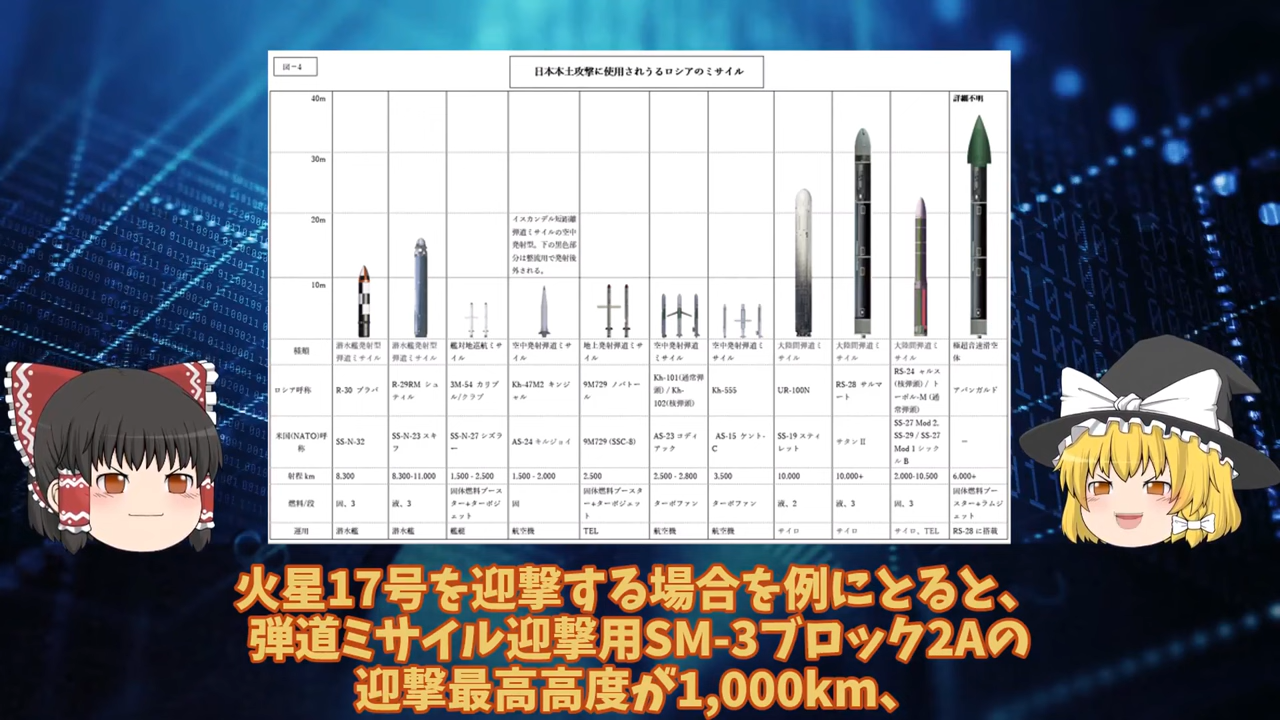 図-4
日本本土攻撃に使用されうるロシアのミサイル
40m
30m
20m
10m
詳細不明
イスカンデル短距離
弾道ミサイルの空中
発射型。下の黒色部
分は整流用で発射後
外される。
種類
潜水艦発射型
弾道ミサイル
潜水艦発射型
弾道ミサイル
艦対地巡航ミサ
イル
空中発射弾道ミサ
イル
地上発射弾道ミサ
イル
空中発射弾道
ミサイル
空中発射弾道ミ
サイル
大陸間弾道ミ
サイル
大陸間弾道ミ
サイル
大陸間弾道ミ
サイル
極超音速滑空
体
ロシア呼称
R-30 ブラバ
R-29RM シュ
ティル
3M-54 カリブ
ル/クラブ
Kh-47M2 キンジ
ャル
9M729 ノバトー
ル
Kh-101(通常弾
頭) / Kh-
102(核弾頭)
Kh-555
UR-100N
RS-28 サルマ
ート
RS-24 ヤルス
(核弾頭) / ト
ーポリ-M (通
常弾頭)
アバンガルド
米国(NATO)呼
称
SS-N-32
SS-N-23 スキ
フ
SS-N-27 シズラ
ー
AS-24 キルジョイ
9M729 (SSC-8)
AS-23 コディ
アック
AS-15 ケント-
C
SS-19 スティ
レット
サタン II
SS-27 Mod 2,
SS-29 / SS-27
Mod 1 シック
ル B
－
射程 km
8.300
8.300-11.000
1,500 - 2,500
1,500 - 2.000
2.500
2.500 - 2.800
3.500
10.000
10.000+
2.000-10.500
6.000+
燃料/段
固、3
液、3
固体燃料ブース
ター+ターボジ
ェット
固
固体燃料ブースタ
ー+ターボジェッ
ト
ターボファン
ターボファン
液、2
液、3
固、3
固体燃料ブー
スター+ラムジ
ェット
運用
潜水艦
潜水艦
艦艇
航空機
TEL
航空機
航空機
サイロ
サイロ
サイロ、TEL
RS-28 に搭載
火星17号を迎撃する場合を例にとると、
弾道ミサイル迎撃用SM-3ブロック2Aの
迎撃最高高度が1,000km、